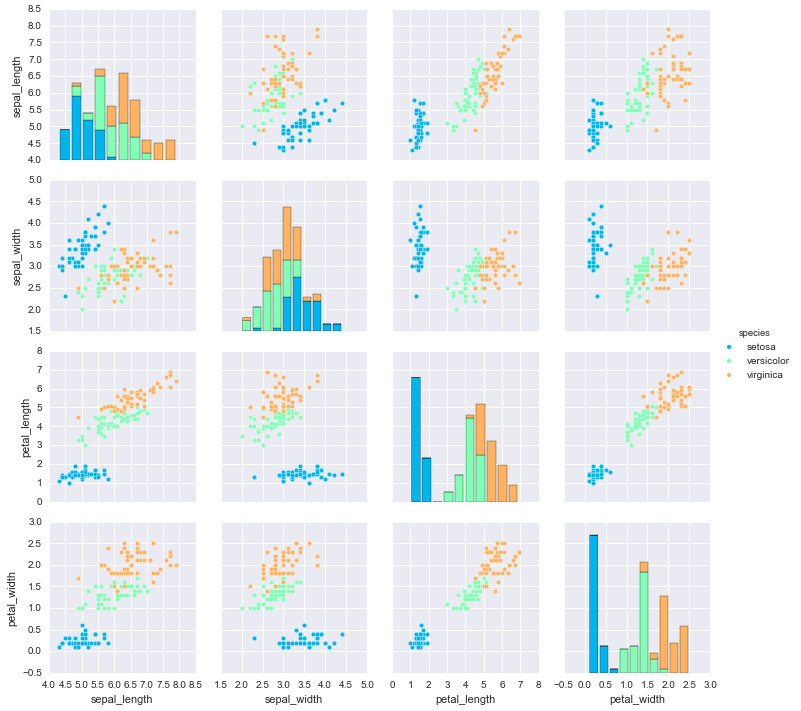 8.5
8.0
7.5
7.0
6.5
6.0
5.5
5.0
4.5
4.0
sepal_length
5.0
4.5
4.0
3.5
3.0
2.5
2.0
1.5
sepal_width
8
7
6
5
4
3
2
1
0
petal_length
3.0
2.5
2.0
1.5
1.0
0.5
0.0
−0.5
petal_width
4.0 4.5 5.0 5.5 6.0 6.5 7.0 7.5 8.0 8.5
sepal_length
1.5 2.0 2.5 3.0 3.5 4.0 4.5 5.0
sepal_width
0 1 2 3 4 5 6 7 8
petal_length
−0.5 0.0 0.5 1.0 1.5 2.0 2.5 3.0
petal_width
species
setosa
versicolor
virginica